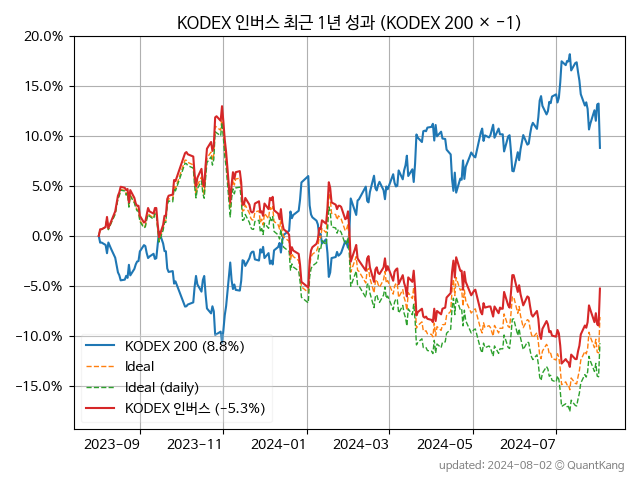 KODEX 인버스 최근 1년 성과 (KODEX 200 × −1)
20.0%
15.0%
10.0%
5.0%
0.0%
−5.0%
−10.0%
−15.0%
KODEX 200 (8.8%)
Ideal
Ideal (daily)
KODEX 인버스 (−5.3%)
2023-09 2023-11 2024-01 2024-03 2024-05 2024-07
updated: 2024-08-02 © QuantKang